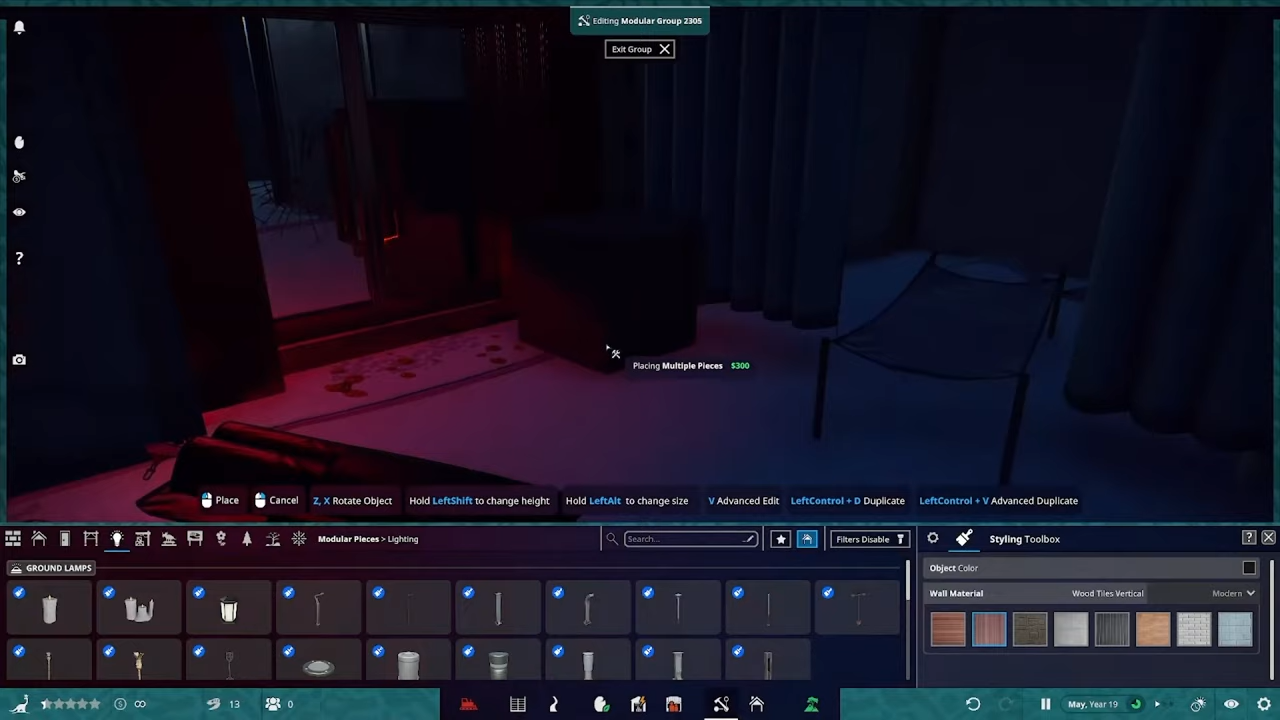 Editing Modular Group 2305
Exit Group
?
Placing Multiple Pieces $300
Place Cancel Z, X Rotate Object Hold LeftShift to change height Hold LeftAlt to change size V Advanced Edit LeftControl + D Duplicate LeftControl + V Advanced Duplicate
Modular Pieces > Lighting
Search...
Filters Disable
GROUND LAMPS
Styling Toolbox
?
Object Color
Wall Material Wood Tiles Vertical Modern
13 0
May, Year 19